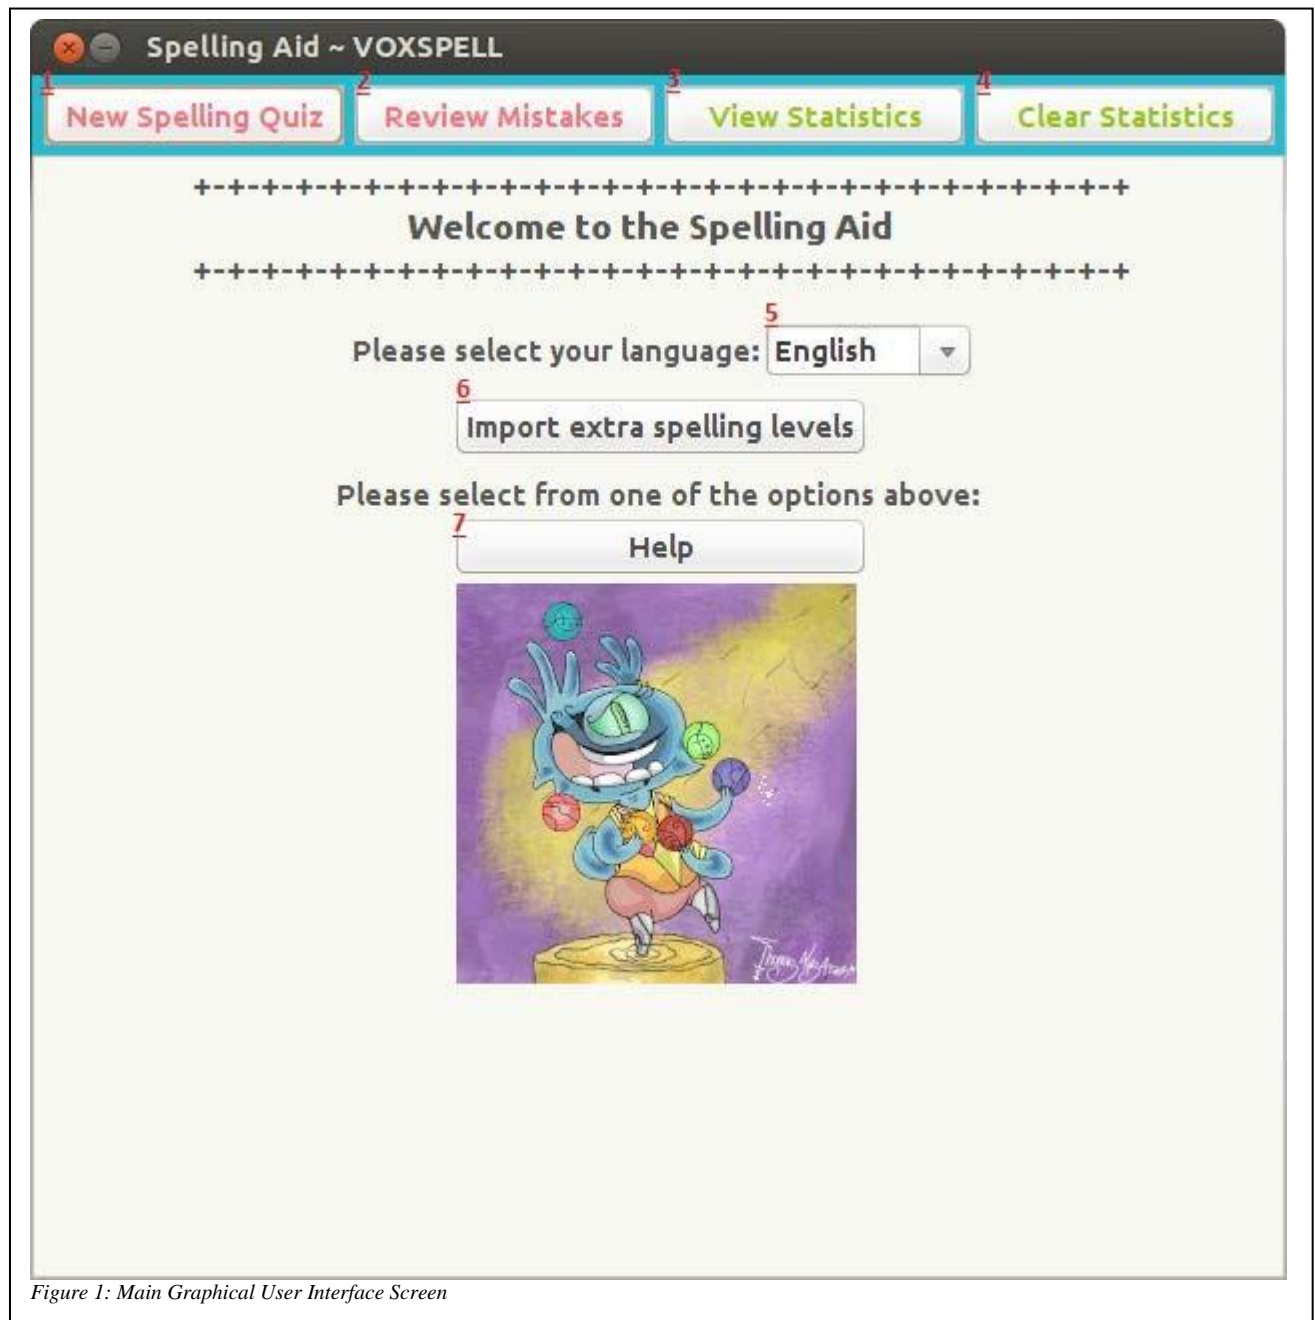 Spelling Aid ~ VOXSPELL
1 2 3 4
New Spelling Quiz Review Mistakes View Statistics Clear Statistics
+-+-+-+-+-+-+-+-+-+-+-+-+-+-+-+-+-+-+-+-+-+-+-+-+-+-+-+
Welcome to the Spelling Aid
+-+-+-+-+-+-+-+-+-+-+-+-+-+-+-+-+-+-+-+-+-+-+-+-+-+-+-+
5
Please select your language: English
6
Import extra spelling levels
Please select from one of the options above:
7
Help
Figure 1: Main Graphical User Interface Screen